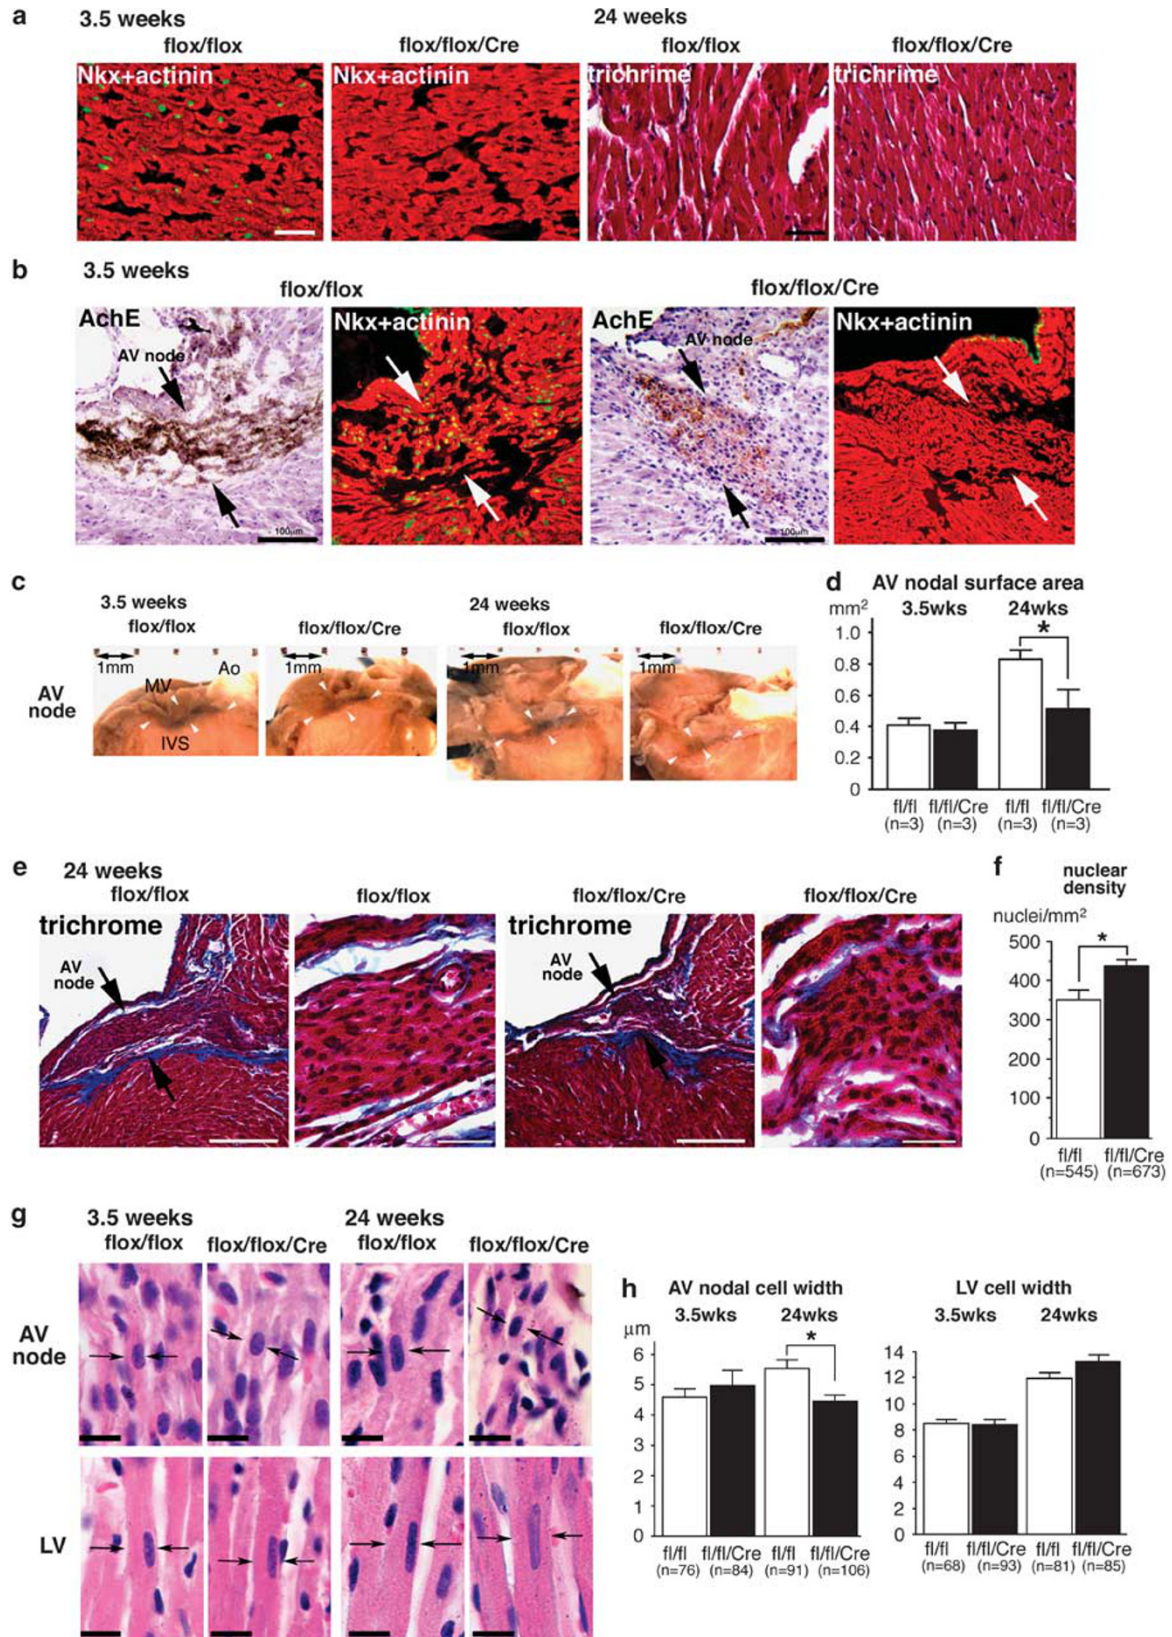 a
3.5 weeks
24 weeks
flox/flox
flox/flox/Cre
flox/flox
flox/flox/Cre
Nkx+actinin
Nkx+actinin
trichrime
trichrime
b
3.5 weeks
flox/flox
flox/flox/Cre
AchE
AV node
Nkx+actinin
AchE
AV node
Nkx+actinin
100μm
100μm
c
3.5 weeks
flox/flox
flox/flox/Cre
24 weeks
flox/flox
flox/flox/Cre
AV
node
1mm
MV
Ao
IVS
1mm
1mm
1mm
d
AV nodal surface area
mm²
3.5wks
24wks
1.0
0.8
0.6
0.4
0.2
0
*
fl/fl
(n=3)
fl/fl/Cre
(n=3)
fl/fl
(n=3)
fl/fl/Cre
(n=3)
e
24 weeks
flox/flox
flox/flox
flox/flox/Cre
flox/flox/Cre
trichrome
AV
node
trichrome
AV
node
f
nuclear
density
nuclei/mm²
500
400
300
200
100
0
*
fl/fl
(n=545)
fl/fl/Cre
(n=673)
g
3.5 weeks
flox/flox
flox/flox/Cre
24 weeks
flox/flox
flox/flox/Cre
AV
node
LV
h
AV nodal cell width
3.5wks
24wks
μm
6
5
4
3
2
1
0
*
fl/fl
(n=76)
fl/fl/Cre
(n=84)
fl/fl
(n=91)
fl/fl/Cre
(n=106)
LV cell width
3.5wks
24wks
14
12
10
8
6
4
2
0
fl/fl
(n=68)
fl/fl/Cre
(n=93)
fl/fl
(n=81)
fl/fl/Cre
(n=85)